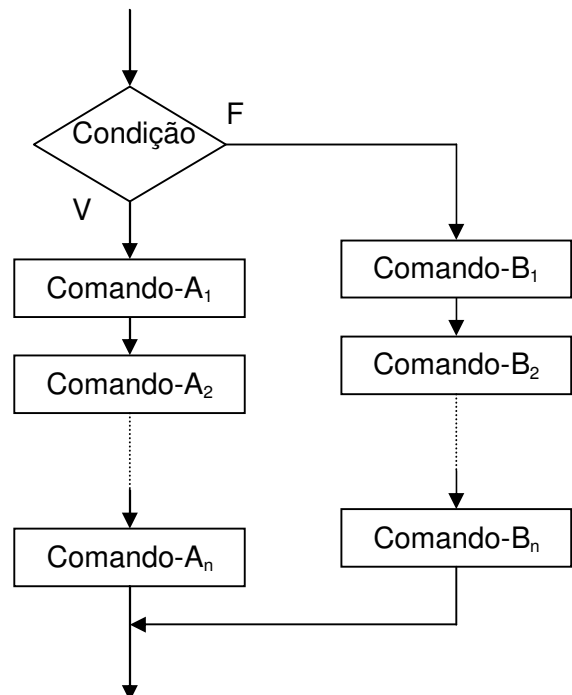 Condição
F
V
Comando-A₁
Comando-A₂
Comando-Aₙ
Comando-B₁
Comando-B₂
Comando-Bₙ